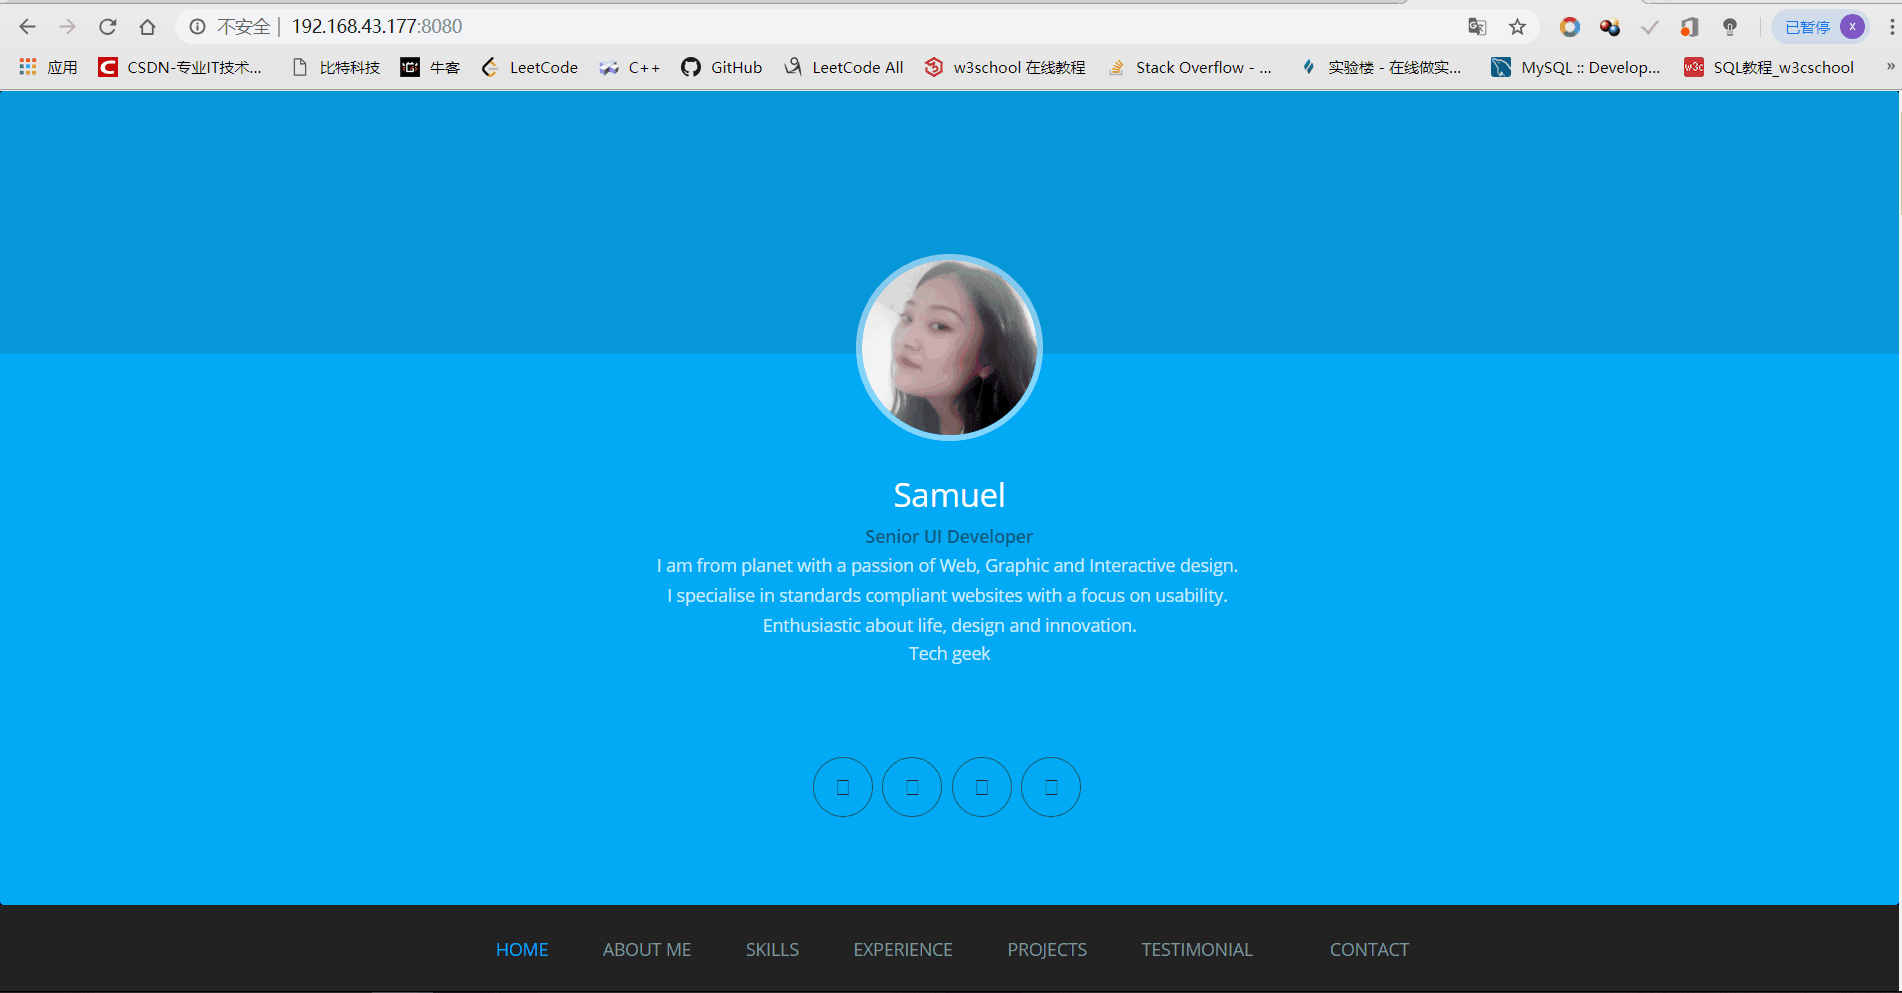 不安全 | 192.168.43.177:8080
已暂停 x
应用 CSDN-专业IT技术... 比特科技 牛客 LeetCode C++ GitHub LeetCode All w3school 在线教程 Stack Overflow - ... 实验楼 - 在线做实... MySQL :: Develop... SQL教程_w3cschool »
Samuel
Senior UI Developer
I am from planet with a passion of Web, Graphic and Interactive design.
I specialise in standards compliant websites with a focus on usability.
Enthusiastic about life, design and innovation.
Tech geek
HOME ABOUT ME SKILLS EXPERIENCE PROJECTS TESTIMONIAL CONTACT